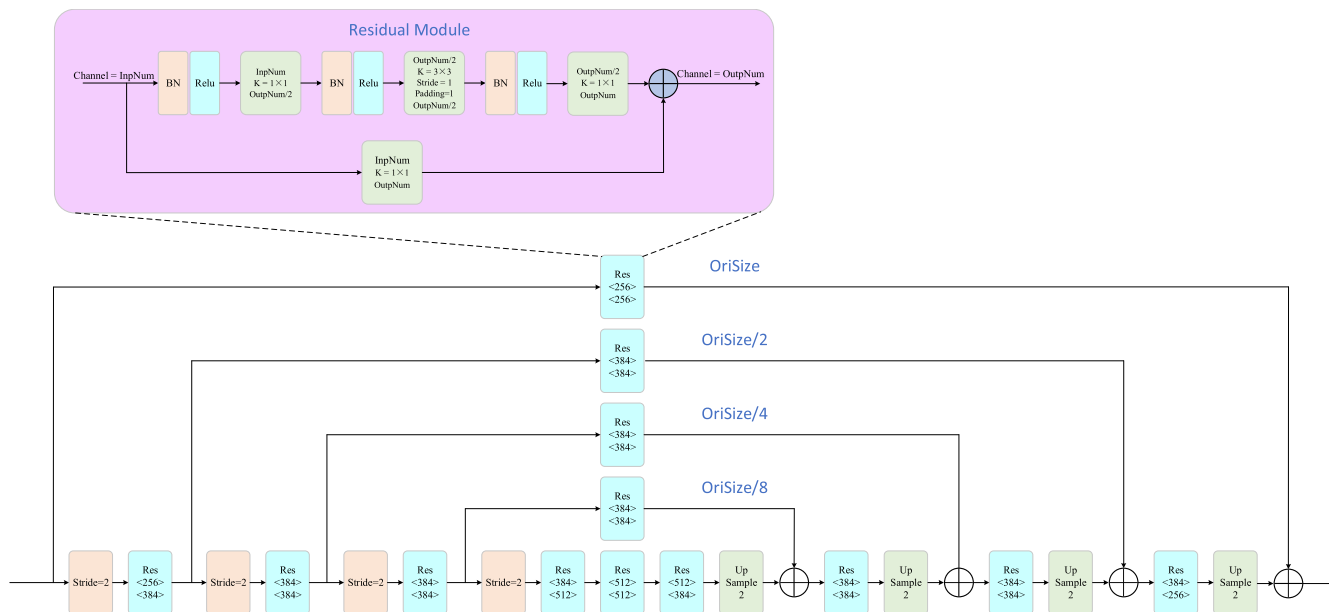 Residual Module
Channel = InpNum
BN
Relu
InpNum
K = 1×1
OutpNum/2
BN
Relu
OutpNum/2
K = 3×3
Stride = 1
Padding=1
OutpNum/2
BN
Relu
OutpNum/2
K = 1×1
OutpNum
Channel = OutpNum
InpNum
K = 1×1
OutpNum
Res
<256>
<256>
OriSize
Res
<384>
<384>
OriSize/2
Res
<384>
<384>
OriSize/4
Res
<384>
<384>
OriSize/8
Stride=2
Res
<256>
<384>
Stride=2
Res
<384>
<384>
Stride=2
Res
<384>
<384>
Stride=2
Res
<384>
<512>
Res
<512>
<512>
Res
<512>
<384>
Up
Sample
2
Res
<384>
<384>
Up
Sample
2
Res
<384>
<384>
Up
Sample
2
Res
<384>
<256>
Up
Sample
2